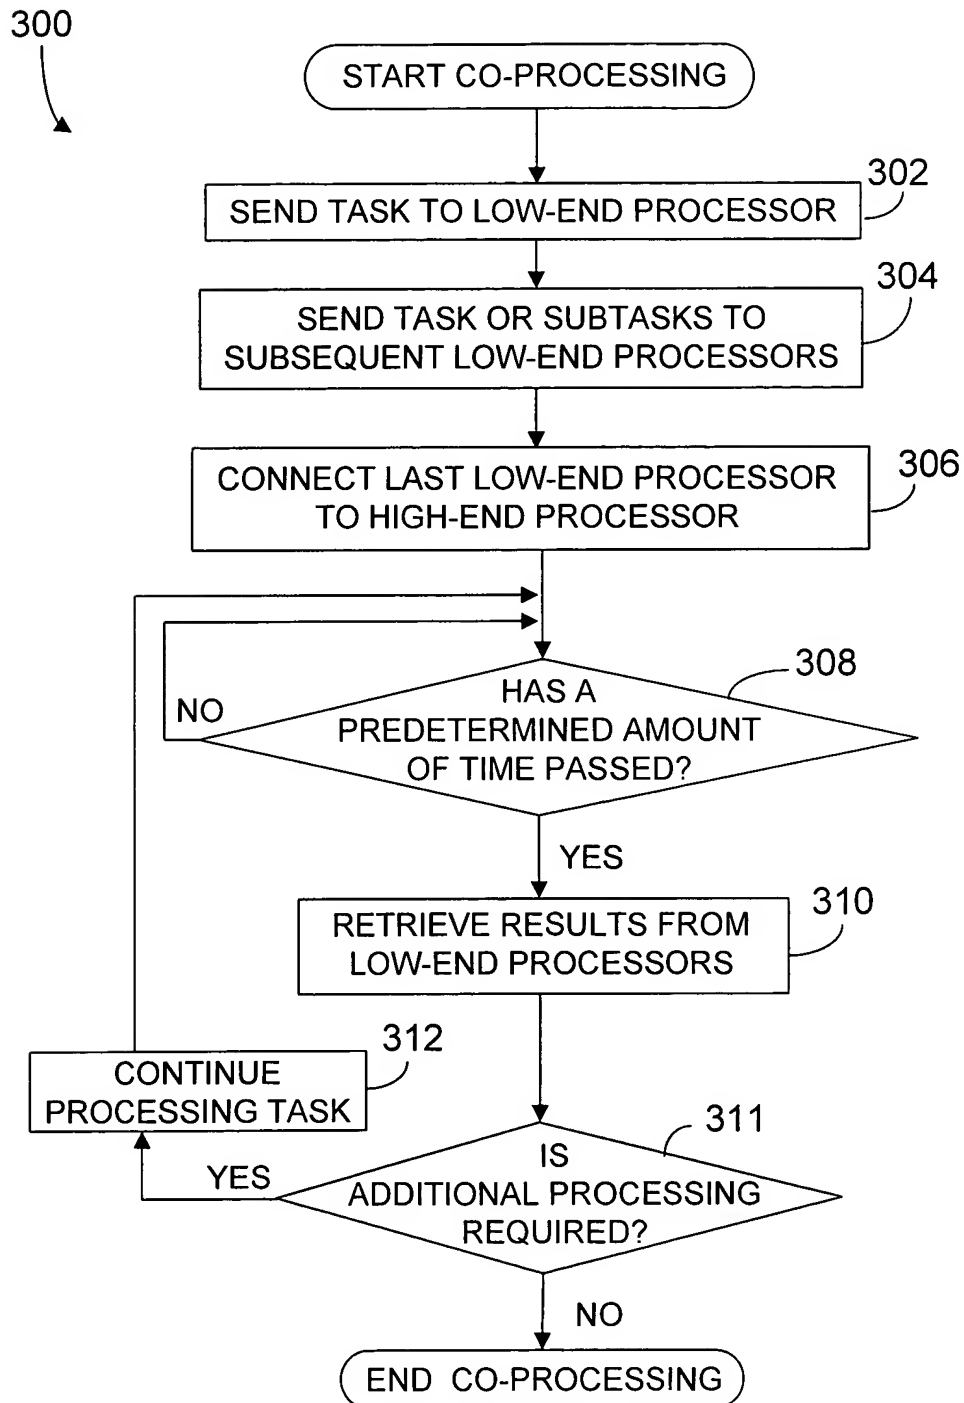 300
START CO-PROCESSING
302
SEND TASK TO LOW-END PROCESSOR
304
SEND TASK OR SUBTASKS TO
SUBSEQUENT LOW-END PROCESSORS
306
CONNECT LAST LOW-END PROCESSOR
TO HIGH-END PROCESSOR
308
HAS A
PREDETERMINED AMOUNT
OF TIME PASSED?
NO
YES
310
RETRIEVE RESULTS FROM
LOW-END PROCESSORS
312
CONTINUE
PROCESSING TASK
311
IS
ADDITIONAL PROCESSING
REQUIRED?
YES
NO
END CO-PROCESSING